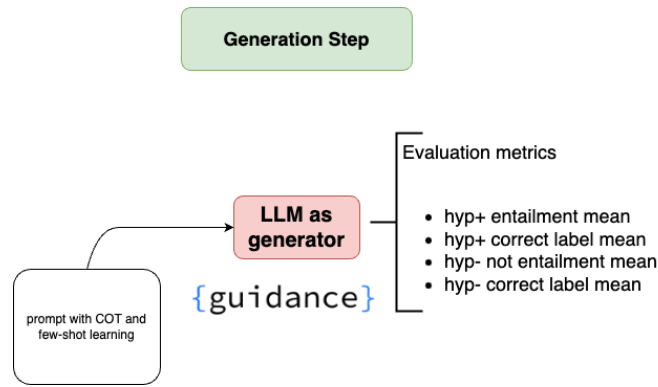 Generation Step
Evaluation metrics
LLM as
generator
• hyp+ entailment mean
• hyp+ correct label mean
• hyp- not entailment mean
• hyp- correct label mean
{guidance}
prompt with COT and
few-shot learning